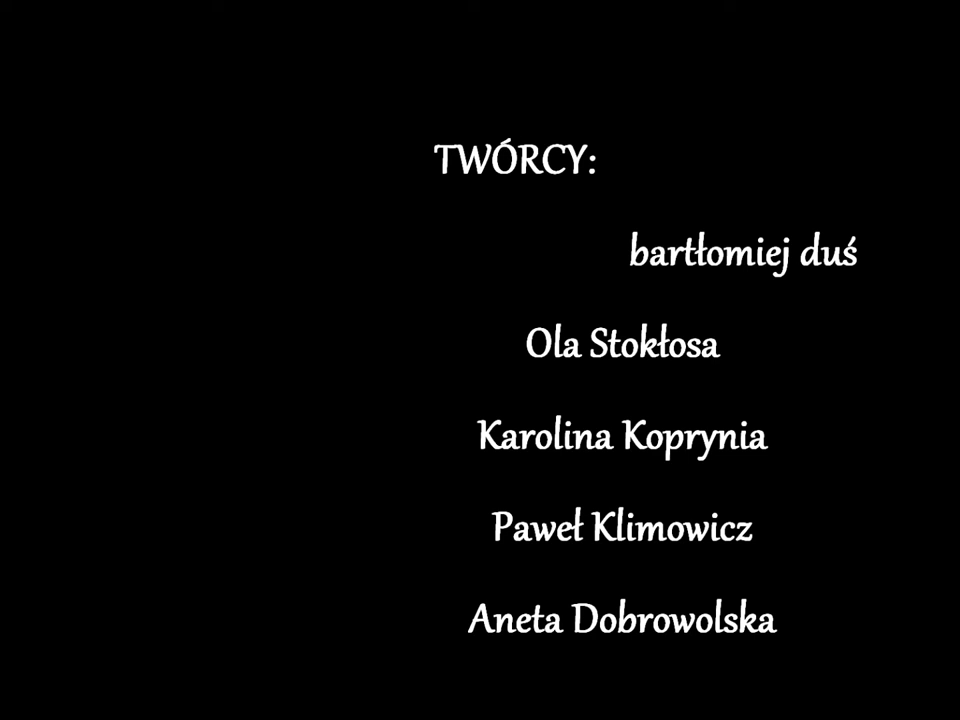 TWÓRCY:
bartłomiej duś
Ola Stokłosa
Karolina Koprynia
Paweł Klimowicz
Aneta Dobrowolska